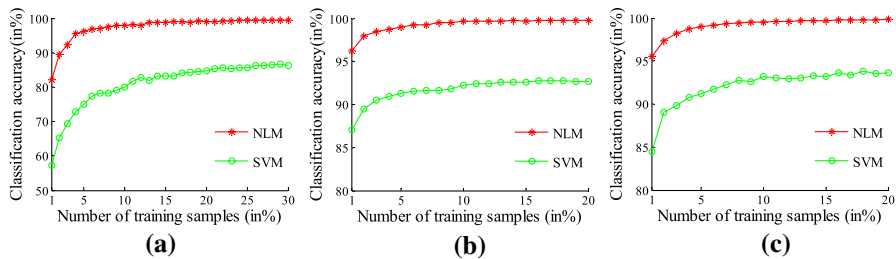 Classification accuracy(in%)
100
90
80
70
60
50
NLM
SVM
1
5
10
15
20
25
30
Number of training samples (in%)
(a)
Classification accuracy(in%)
100
95
90
85
80
NLM
SVM
1
5
10
15
20
Number of training samples (in%)
(b)
Classification accuracy(in%)
100
95
90
85
80
NLM
SVM
1
5
10
15
20
Number of training samples (in%)
(c)